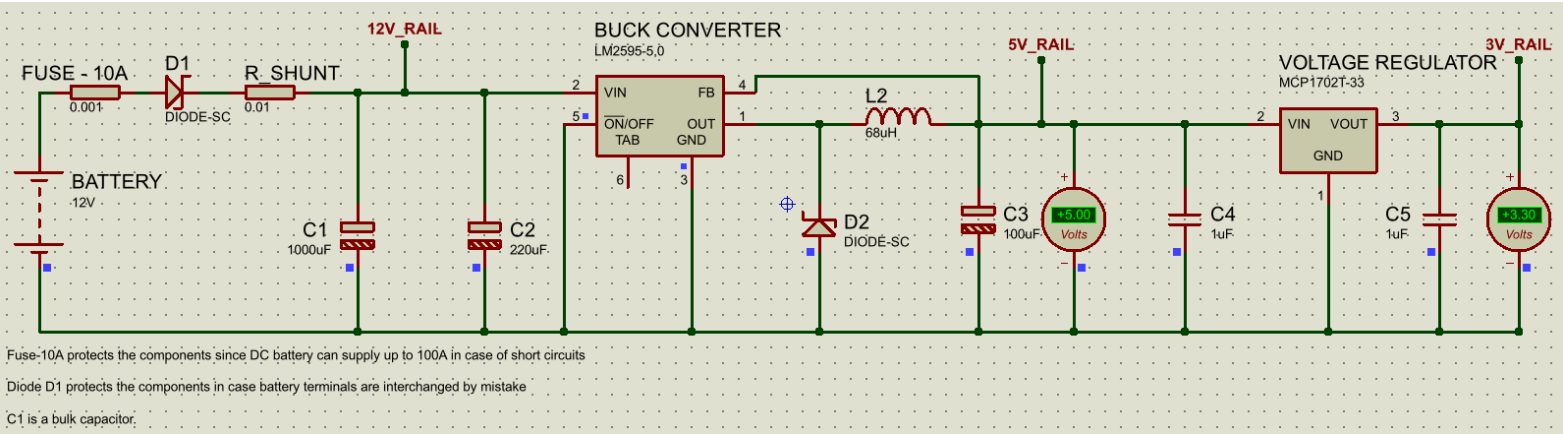 12V_RAIL
BUCK CONVERTER
LM2595-5,0
5V_RAIL
3V_RAIL
VOLTAGE REGULATOR
MCP1702T-33
FUSE - 10A
0.001
D1
DIODE-SC
R_SHUNT
0.01
2
VIN
FB
4
5
ON/OFF
OUT
1
TAB
GND
6
3
L2
68uH
2
VIN
VOUT
3
GND
1
BATTERY
12V
C1
1000uF
C2
220uF
D2
DIODE-SC
C3
100uF
+
+5.00
Volts
−
C4
1uF
C5
1uF
+
+3.30
Volts
−
Fuse-10A protects the components since DC battery can supply up to 100A in case of short circuits
Diode D1 protects the components in case battery terminals are interchanged by mistake
C1 is a bulk capacitor.